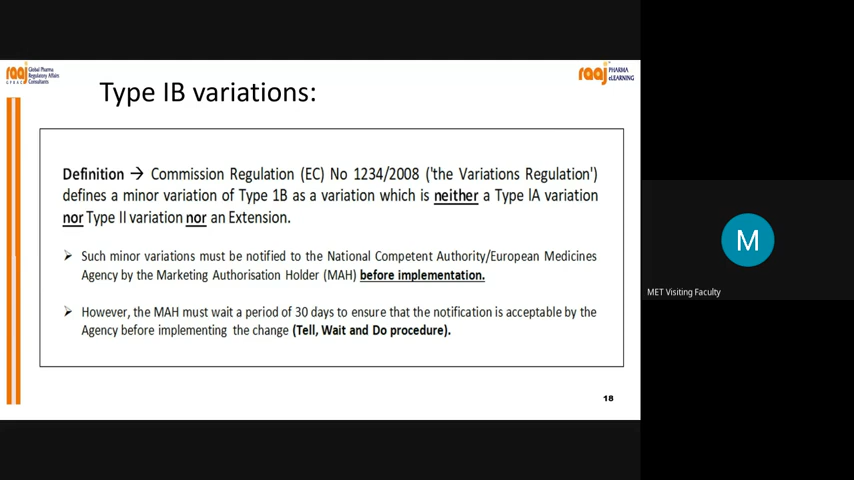 raaj
Global Pharma
Regulatory Affairs
Consultants
raaj PHARMA
eLEARNING
Type IB variations:
Definition → Commission Regulation (EC) No 1234/2008 ('the Variations Regulation')
defines a minor variation of Type 1B as a variation which is neither a Type IA variation
nor Type II variation nor an Extension.
➢ Such minor variations must be notified to the National Competent Authority/European Medicines
Agency by the Marketing Authorisation Holder (MAH) before implementation.
➢ However, the MAH must wait a period of 30 days to ensure that the notification is acceptable by the
Agency before implementing the change (Tell, Wait and Do procedure).
18
M
MET Visiting Faculty